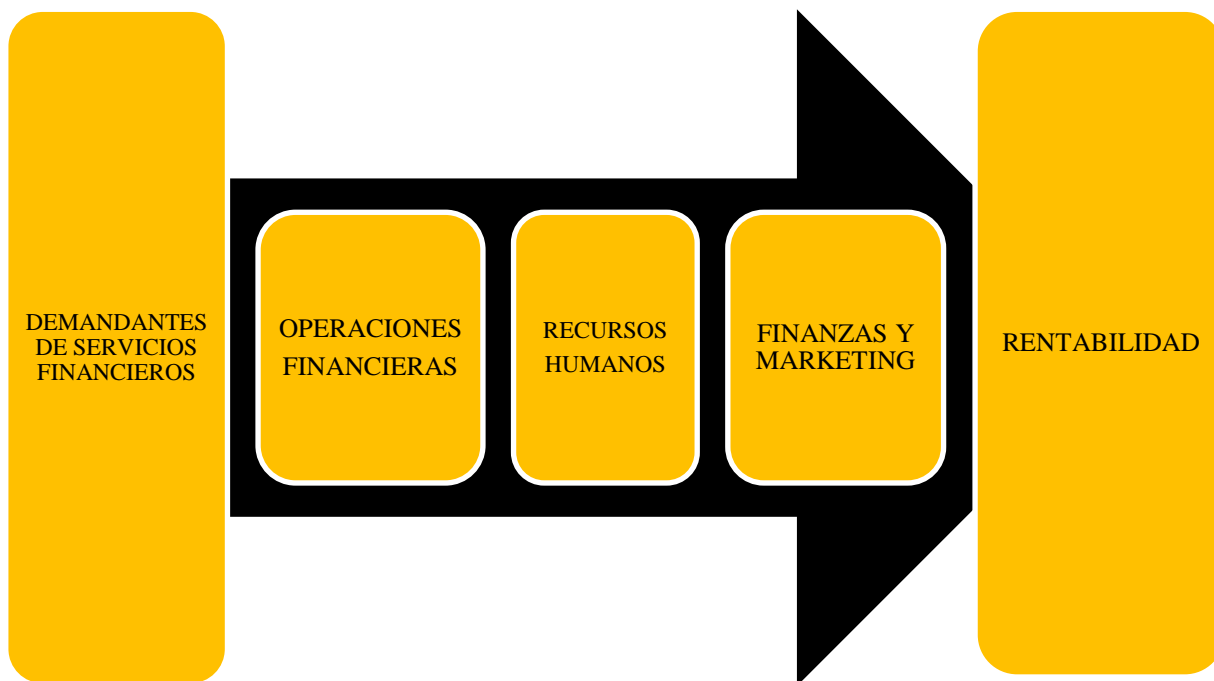 DEMANDANTES
DE SERVICIOS
FINANCIEROS
OPERACIONES
FINANCIERAS
RECURSOS
HUMANOS
FINANZAS Y
MARKETING
RENTABILIDAD